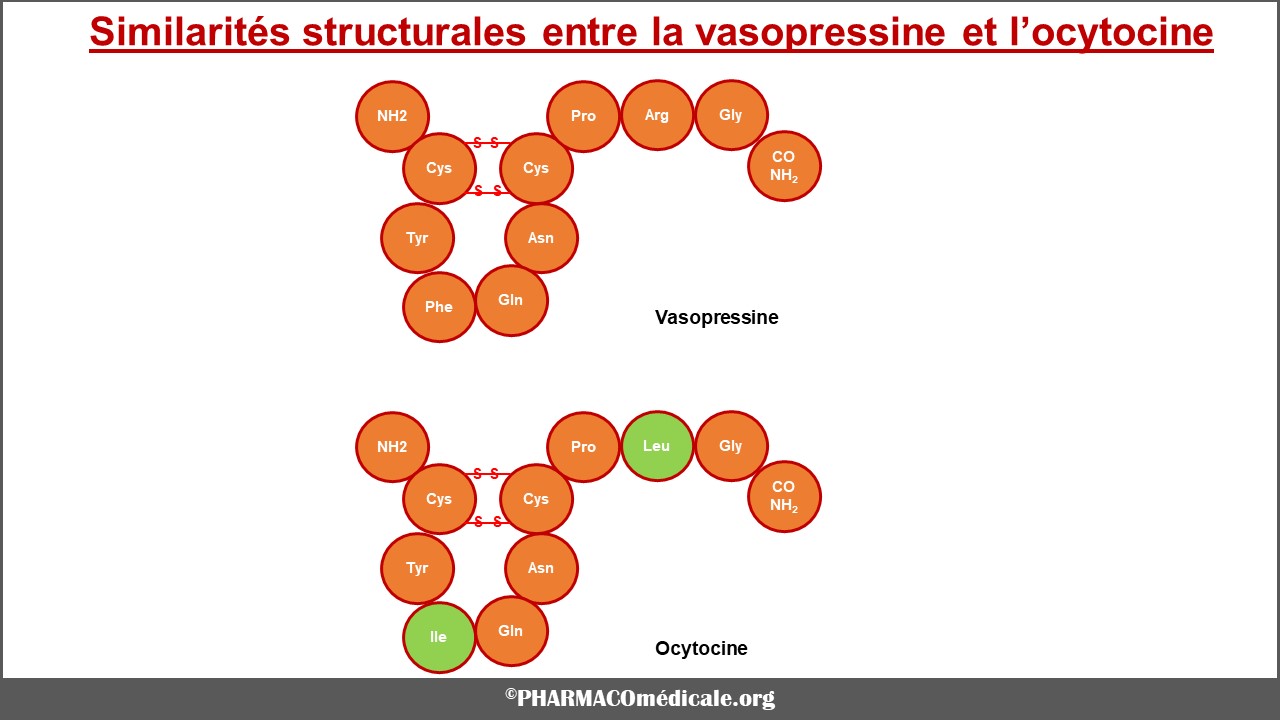 Similarités structurales entre la vasopressine et l’ocytocine
NH2
Pro
Arg
Gly
Cys
S S
Cys
CO
NH₂
S S
Tyr
Asn
Phe
Gln
Vasopressine
NH2
Pro
Leu
Gly
Cys
S S
Cys
CO
NH₂
S S
Tyr
Asn
Ile
Gln
Ocytocine
©PHARMACOmédicale.org